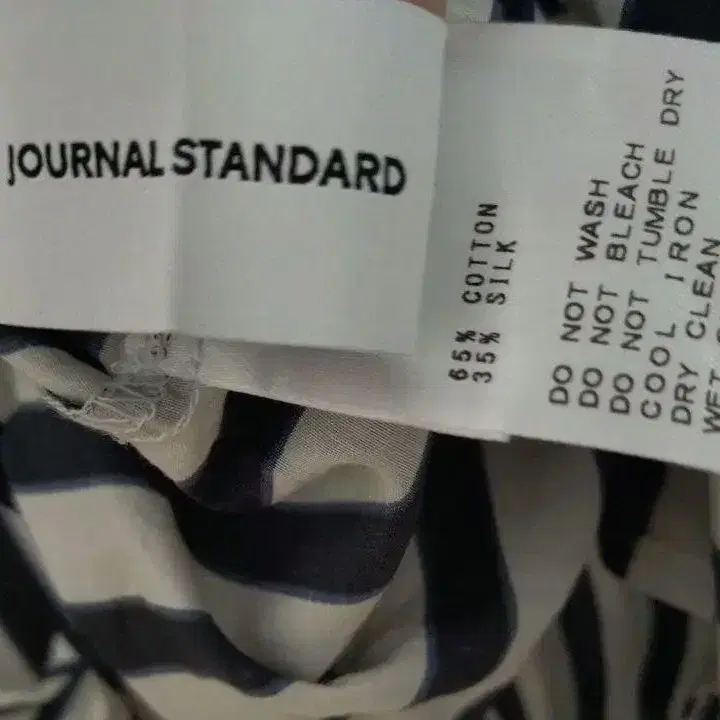 JOURNAL STANDARD
65% COTTON
35% SILK
DO NOT WASH
DO NOT BLEACH
DO NOT TUMBLE DRY
COOL IRON
DRY CLEAN
WET